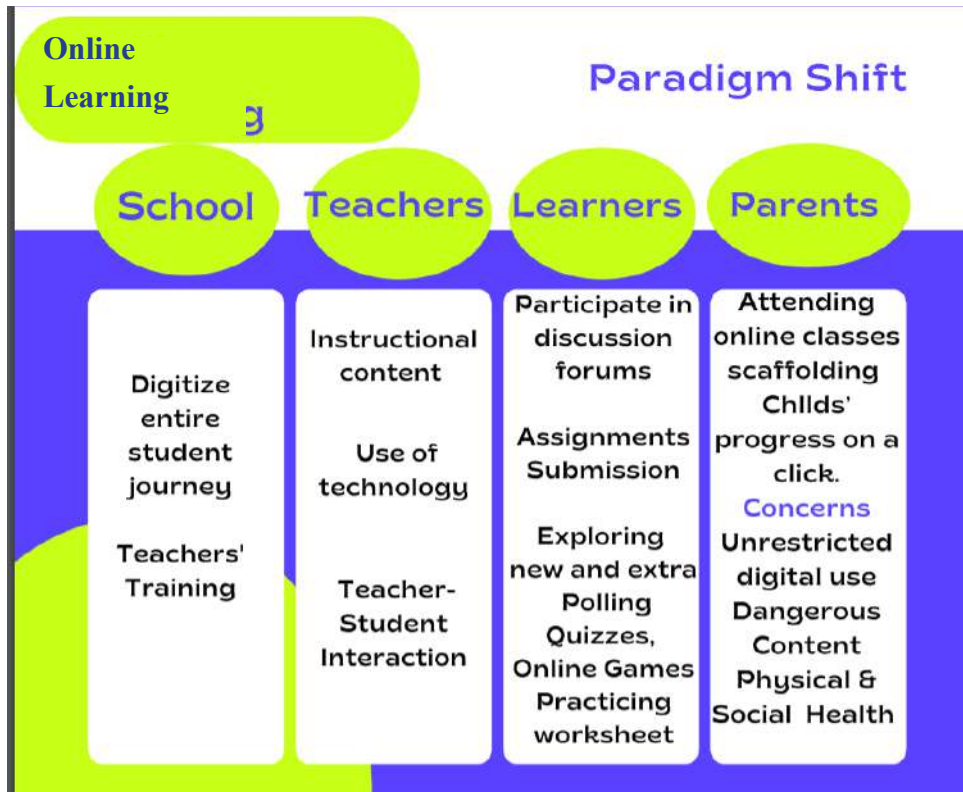 Online
Learning
g
Paradigm Shift
School
Teachers
Learners
Parents
Digitize
entire
student
journey
Teachers'
Training
Instructional
content
Use of
technology
Teacher-
Student
Interaction
Participate in
discussion
forums
Assignments
Submission
Exploring
new and extra
Polling
Quizzes,
Online Games
Practicing
worksheet
Attending
online classes
scaffolding
ChIlds’
progress on a
click.
Concerns
Unrestricted
digital use
Dangerous
Content
Physical &
Social Health